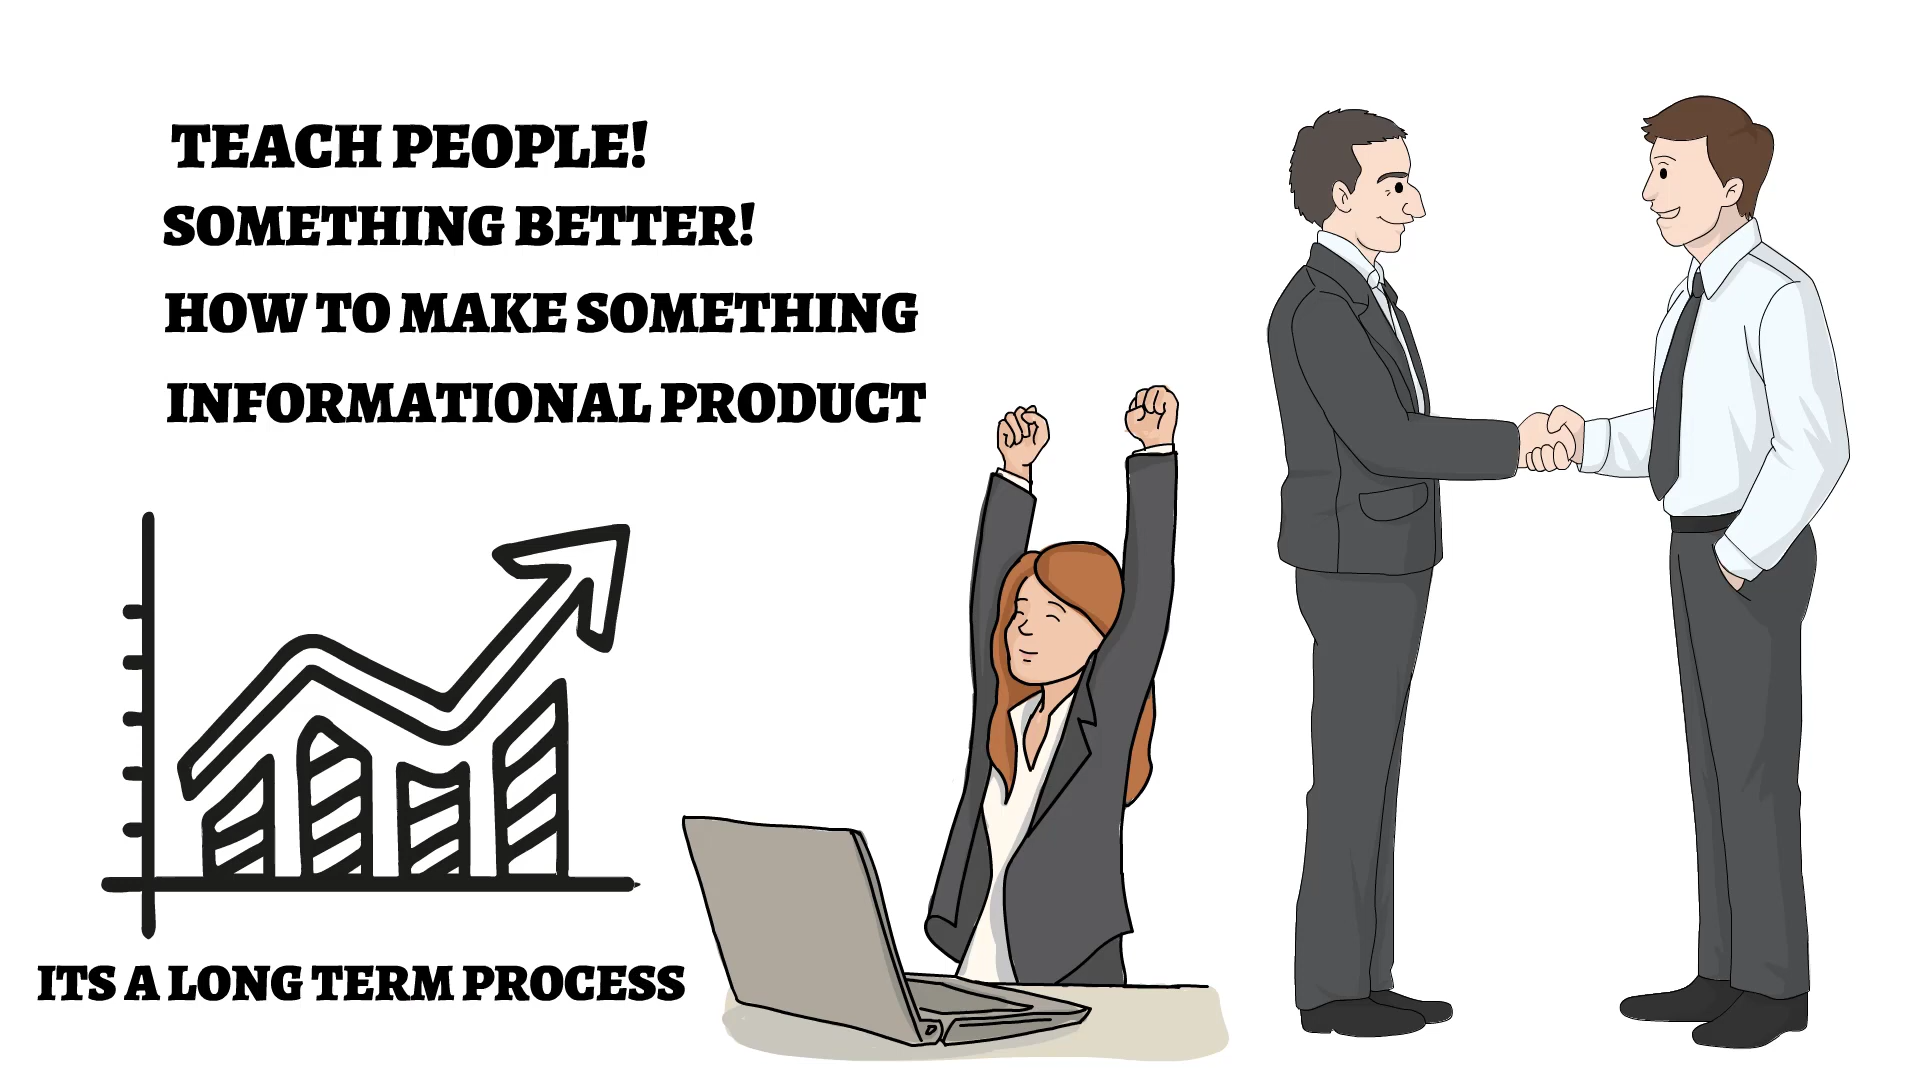 TEACH PEOPLE!
SOMETHING BETTER!
HOW TO MAKE SOMETHING
INFORMATIONAL PRODUCT
ITS A LONG TERM PROCESS